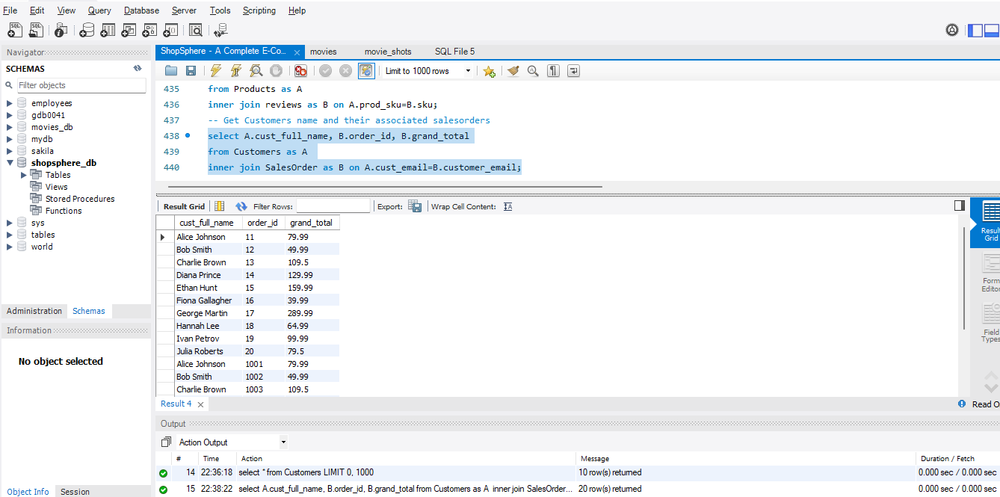 File Edit View Query Database Server Tools Scripting Help
Navigator
SCHEMAS
Filter objects
employees
gdb0041
movies_db
mydb
sakila
shopsphere_db
Tables
Views
Stored Procedures
Functions
sys
tables
world
Administration Schemas
Information
No object selected
Object Info Session
ShopSphere - A Complete E-Co... movies movie_shots SQL File 5
Limit to 1000 rows
435 from Products as A
436 inner join reviews as B on A.prod_sku=B.sku;
437 -- Get Customers name and their associated salesorders
438 select A.cust_full_name, B.order_id, B.grand_total
439 from Customers as A
440 inner join SalesOrder as B on A.cust_email=B.customer_email;
Result Grid Filter Rows: Export: Wrap Cell Content:
cust_full_name order_id grand_total
Alice Johnson 11 79.99
Bob Smith 12 49.99
Charlie Brown 13 109.5
Diana Prince 14 129.99
Ethan Hunt 15 159.99
Fiona Gallagher 16 39.99
George Martin 17 289.99
Hannah Lee 18 64.99
Ivan Petrov 19 99.99
Julia Roberts 20 79.5
Alice Johnson 1001 79.99
Bob Smith 1002 49.99
Charlie Brown 1003 109.5
Result Grid
Form Editor
Field Types
Result 4 Read O
Output
Action Output
# Time Action Message Duration / Fetch
14 22:36:18 select * from Customers LIMIT 0, 1000 10 row(s) returned 0.000 sec / 0.000 sec
15 22:38:22 select A.cust_full_name, B.order_id, B.grand_total from Customers as A inner join SalesOrder... 20 row(s) returned 0.000 sec / 0.000 sec